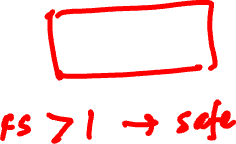 FS > 1 → safe